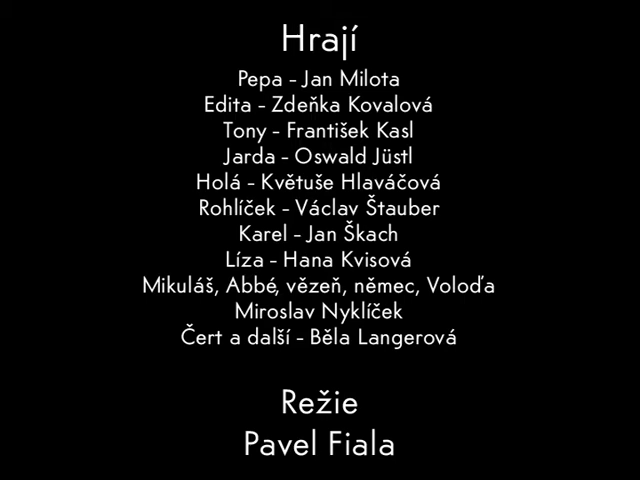 Hrají
Pepa - Jan Milota
Edita - Zdeňka Kovalová
Tony - František Kasl
Jarda - Oswald Jüstl
Holá - Květuše Hlaváčová
Rohlíček - Václav Štauber
Karel - Jan Škach
Líza - Hana Kvisová
Mikuláš, Abbé, vězeň, němec, Voloďa
Miroslav Nyklíček
Čert a další - Běla Langerová
Režie
Pavel Fiala